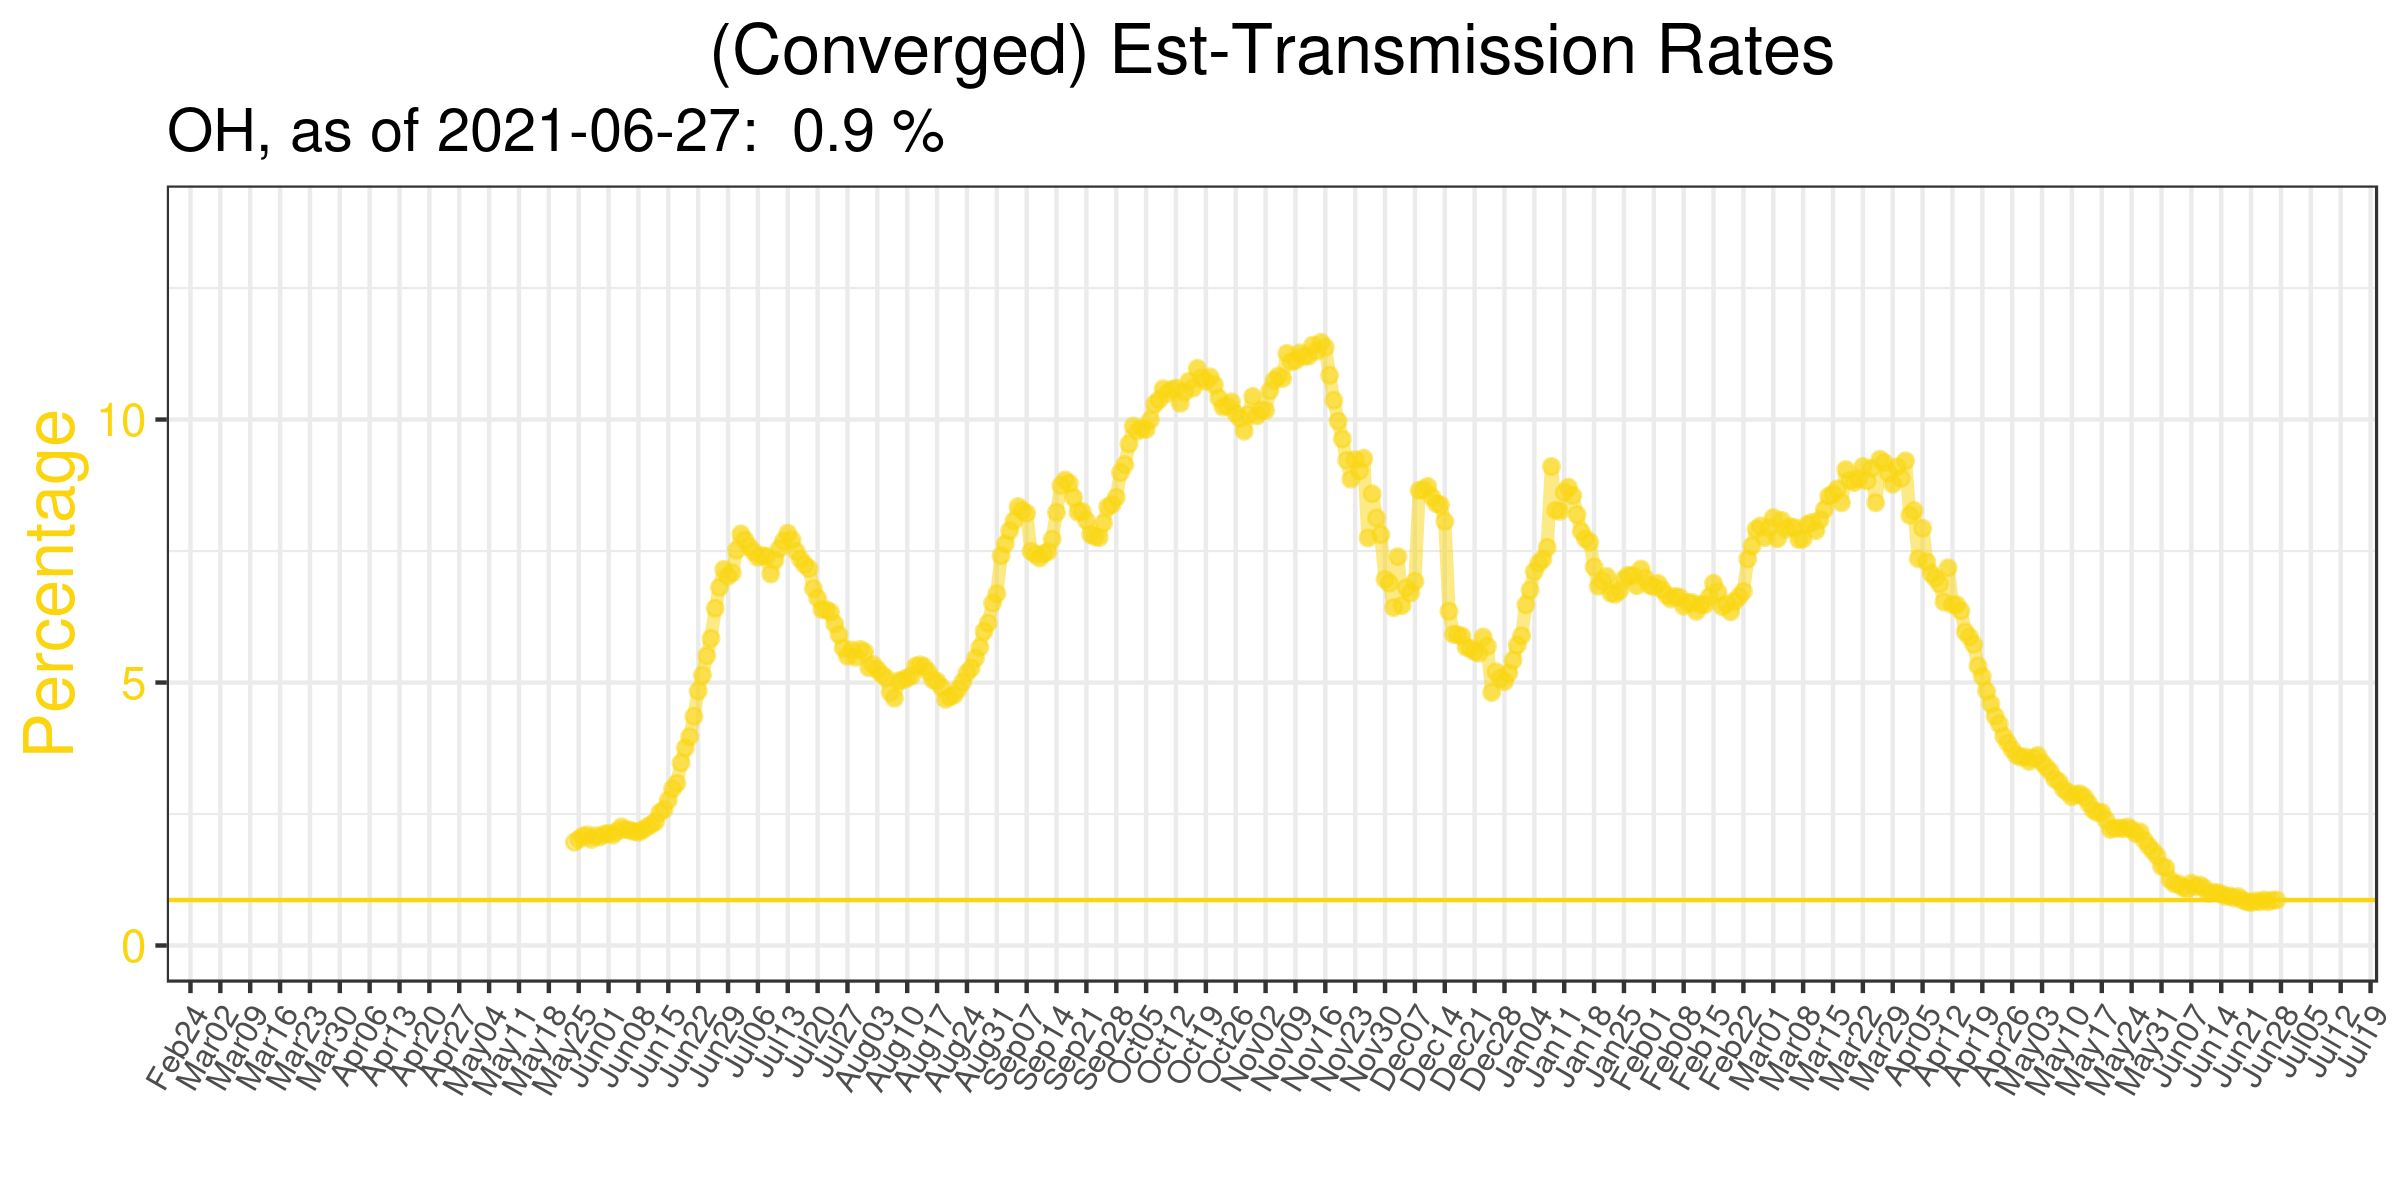 (Converged) Est-Transmission Rates
OH, as of 2021-06-27:  0.9 %
Percentage
10
5
0
Feb24
Mar02
Mar09
Mar16
Mar23
Mar30
Apr06
Apr13
Apr20
Apr27
May04
May11
May18
May25
Jun01
Jun08
Jun15
Jun22
Jun29
Jul06
Jul13
Jul20
Jul27
Aug03
Aug10
Aug17
Aug24
Aug31
Sep07
Sep14
Sep21
Sep28
Oct05
Oct12
Oct19
Oct26
Nov02
Nov09
Nov16
Nov23
Nov30
Dec07
Dec14
Dec21
Dec28
Jan04
Jan11
Jan18
Jan25
Feb01
Feb08
Feb15
Feb22
Mar01
Mar08
Mar15
Mar22
Mar29
Apr05
Apr12
Apr19
Apr26
May03
May10
May17
May24
May31
Jun07
Jun14
Jun21
Jun28
Jul05
Jul12
Jul19